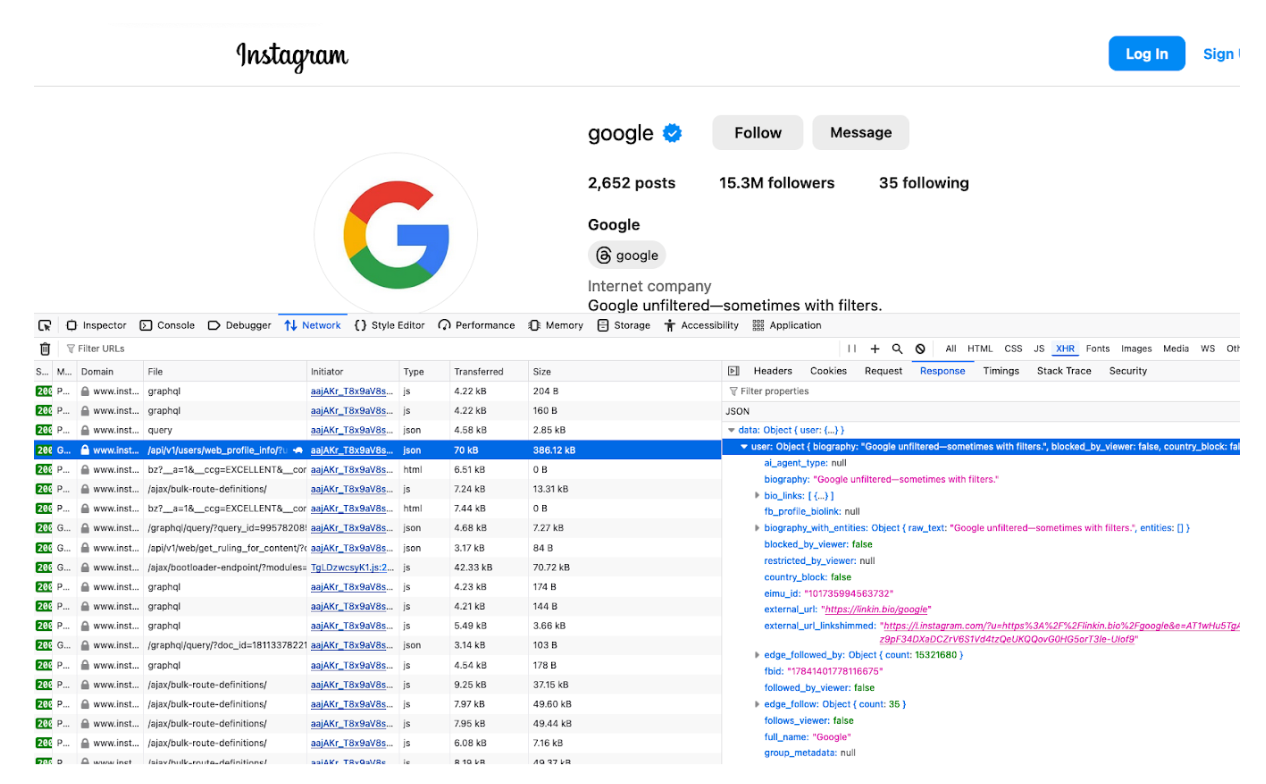 Instagram
Log In
Sign
google
Follow
Message
2,652 posts 15.3M followers 35 following
Google
google
Internet company
Google unfiltered—sometimes with filters.
Inspector Console Debugger Network {} Style Editor Performance Memory Storage Accessibility Application
Filter URLs
All HTML CSS JS XHR Fonts Images Media WS Oth
S... M... Domain File Initiator Type Transferred Size
200 P... www.inst... graphql aajAKr_T8x9aV8s... js 4.22 kB 204 B
200 P... www.inst... graphql aajAKr_T8x9aV8s... js 4.22 kB 160 B
200 P... www.inst... query aajAKr_T8x9aV8s... json 4.58 kB 2.85 kB
200 G... www.inst... /api/v1/users/web_profile_info/?u aajAKr_T8x9aV8s... json 70 kB 386.12 kB
200 P... www.inst... bz?__a=1&__ccg=EXCELLENT&__cor aajAKr_T8x9aV8s... html 6.51 kB 0 B
200 P... www.inst... /ajax/bulk-route-definitions/ aajAKr_T8x9aV8s... js 7.24 kB 13.31 kB
200 P... www.inst... bz?__a=1&__ccg=EXCELLENT&__cor aajAKr_T8x9aV8s... html 7.44 kB 0 B
200 G... www.inst... /graphql/query/?query_id=995782085 aajAKr_T8x9aV8s... json 4.68 kB 7.27 kB
200 G... www.inst... /api/v1/web/get_ruling_for_content/?c aajAKr_T8x9aV8s... json 3.17 kB 84 B
200 G... www.inst... /ajax/bootloader-endpoint/?modules= TgLDzwcsyK1.js:2... js 42.33 kB 70.72 kB
200 P... www.inst... graphql aajAKr_T8x9aV8s... js 4.23 kB 174 B
200 P... www.inst... graphql aajAKr_T8x9aV8s... js 4.21 kB 144 B
200 P... www.inst... graphql aajAKr_T8x9aV8s... js 5.49 kB 3.66 kB
200 G... www.inst... /graphql/query/?doc_id=18113378221 aajAKr_T8x9aV8s... json 3.14 kB 103 B
200 P... www.inst... graphql aajAKr_T8x9aV8s... js 4.54 kB 178 B
200 P... www.inst... /ajax/bulk-route-definitions/ aajAKr_T8x9aV8s... js 9.25 kB 37.15 kB
200 P... www.inst... /ajax/bulk-route-definitions/ aajAKr_T8x9aV8s... js 7.97 kB 49.60 kB
200 P... www.inst... /ajax/bulk-route-definitions/ aajAKr_T8x9aV8s... js 7.95 kB 49.44 kB
200 P... www.inst... /ajax/bulk-route-definitions/ aajAKr_T8x9aV8s... js 6.08 kB 7.16 kB
200 P... www.inst... /ajax/bulk-route-definitions/ aajAKr_T8x9aV8s... js 8.19 kB 49.37 kB
Headers Cookies Request Response Timings Stack Trace Security
Filter properties
JSON
data: Object { user: {…} }
user: Object { biography: "Google unfiltered—sometimes with filters.", blocked_by_viewer: false, country_block: fal
ai_agent_type: null
biography: "Google unfiltered—sometimes with filters."
bio_links: [ {…} ]
fb_profile_biolink: null
biography_with_entities: Object { raw_text: "Google unfiltered—sometimes with filters.", entities: [] }
blocked_by_viewer: false
restricted_by_viewer: null
country_block: false
eimu_id: "101735994563732"
external_url: "https://linkin.bio/google"
external_url_linkshimmed: "https://l.instagram.com/?u=https%3A%2F%2Flinkin.bio%2Fgoogle&e=AT1wHu5TgA
z9pF34DXaDCZrV6S1Vd4tzQeUKQQovG0HG5orT3le-Ulof9"
edge_followed_by: Object { count: 15321680 }
fbid: "17841401778116675"
followed_by_viewer: false
edge_follow: Object { count: 35 }
follows_viewer: false
full_name: "Google"
group_metadata: null